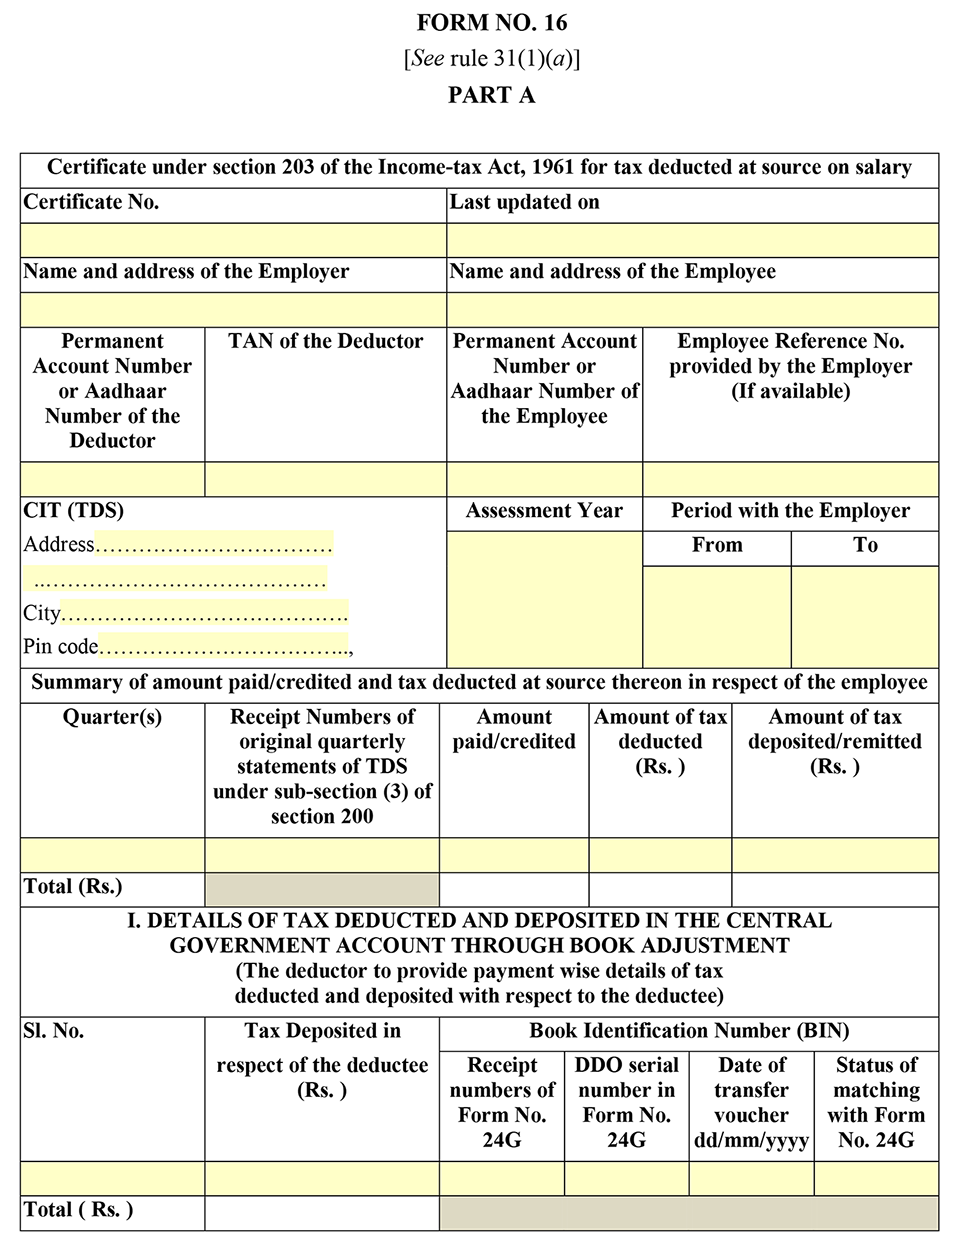 FORM NO. 16
[See rule 31(1)(a)]
PART A
Certificate under section 203 of the Income-tax Act, 1961 for tax deducted at source on salary
Certificate No.
Last updated on
Name and address of the Employer
Name and address of the Employee
Permanent
Account Number
or Aadhaar
Number of the
Deductor
TAN of the Deductor
Permanent Account
Number or
Aadhaar Number of
the Employee
Employee Reference No.
provided by the Employer
(If available)
CIT (TDS)
Address……………………………
..…………………………………
City………………………………….
Pin code……………………………..,
Assessment Year
Period with the Employer
From
To
Summary of amount paid/credited and tax deducted at source thereon in respect of the employee
Quarter(s)
Receipt Numbers of
original quarterly
statements of TDS
under sub-section (3) of
section 200
Amount
paid/credited
Amount of tax
deducted
(Rs. )
Amount of tax
deposited/remitted
(Rs. )
Total (Rs.)
I. DETAILS OF TAX DEDUCTED AND DEPOSITED IN THE CENTRAL
GOVERNMENT ACCOUNT THROUGH BOOK ADJUSTMENT
(The deductor to provide payment wise details of tax
deducted and deposited with respect to the deductee)
Sl. No.
Tax Deposited in
respect of the deductee
(Rs. )
Book Identification Number (BIN)
Receipt
numbers of
Form No.
24G
DDO serial
number in
Form No.
24G
Date of
transfer
voucher
dd/mm/yyyy
Status of
matching
with Form
No. 24G
Total ( Rs. )